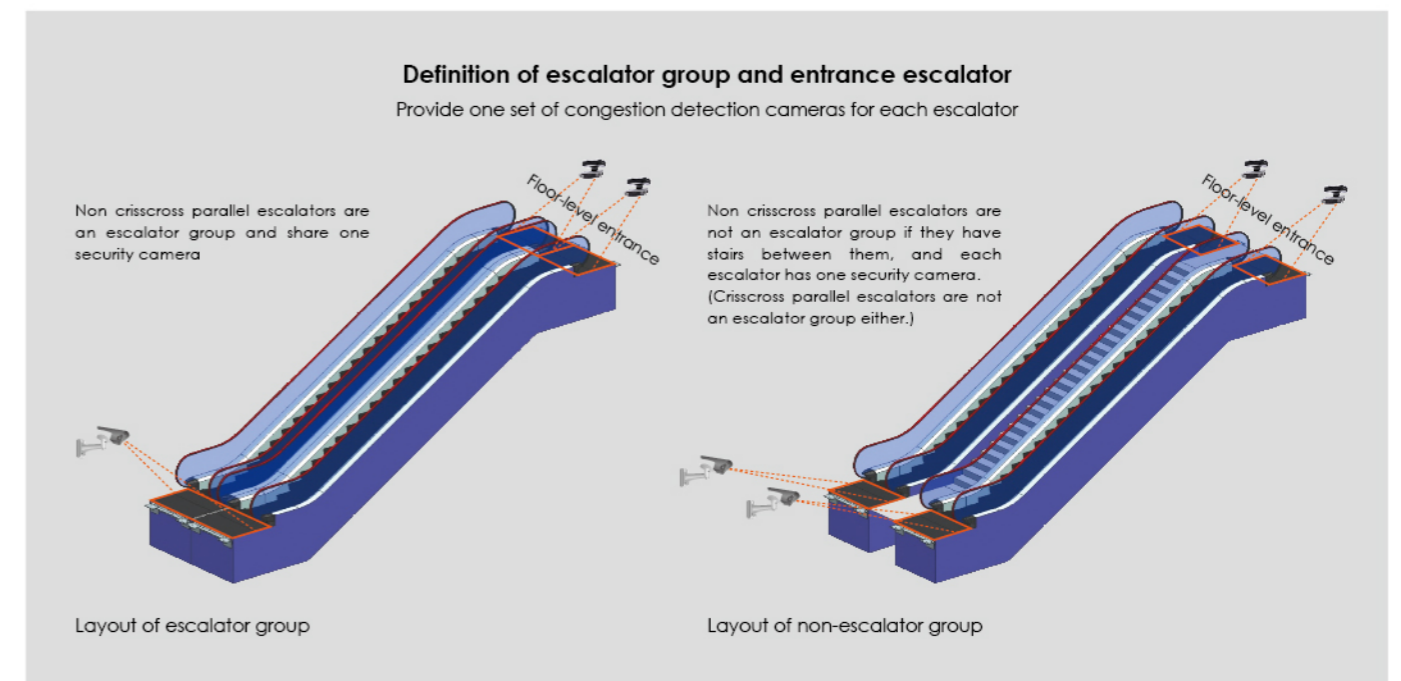 Definition of escalator group and entrance escalator
Provide one set of congestion detection cameras for each escalator
Non crisscross parallel escalators are
an escalator group and share one
security camera
Floor-level entrance
Layout of escalator group
Non crisscross parallel escalators are
not an escalator group if they have
stairs between them, and each
escalator has one security camera.
(Crisscross parallel escalators are not
an escalator group either.)
Floor-level entrance
Layout of non-escalator group